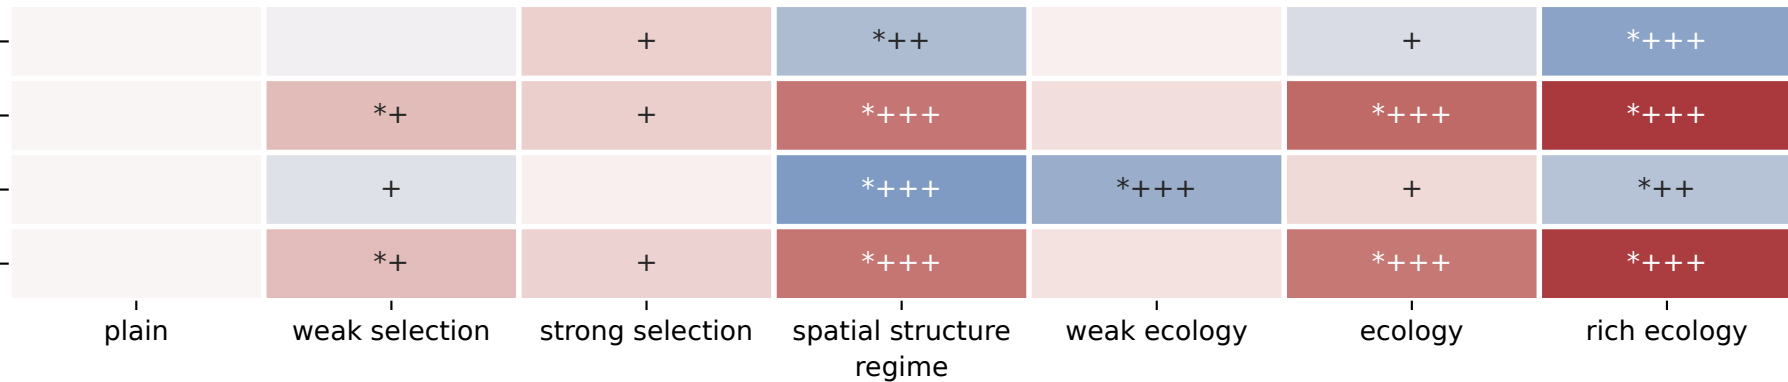 + *++ + *+++
*+ + *+++ *+++ *+++
+ *+++ *+++ + *++
*+ + *+++ *+++ *+++
plain weak selection strong selection spatial structure weak ecology ecology rich ecology
regime